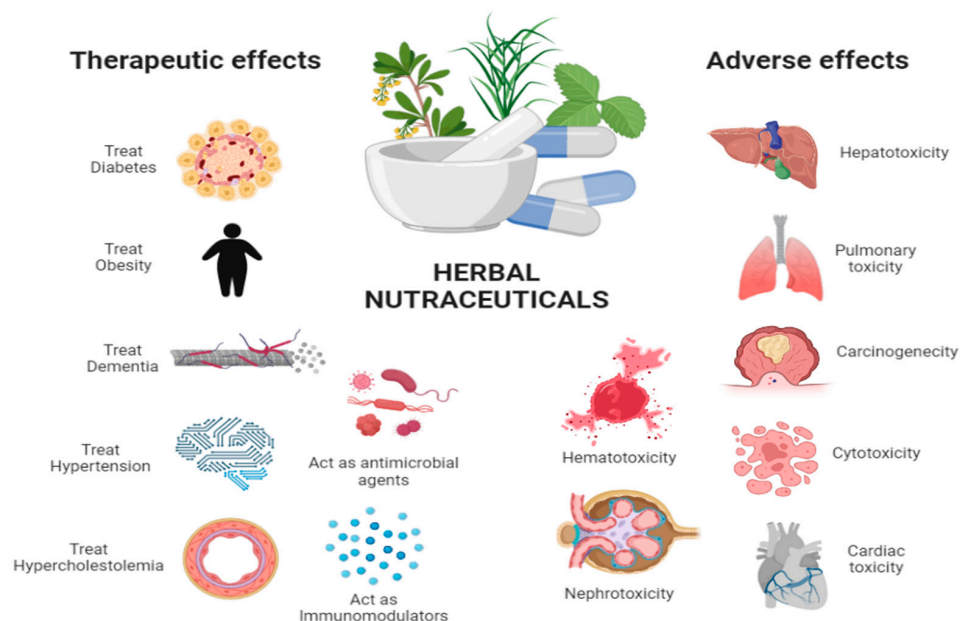 Therapeutic effects
Treat
Diabetes
Treat
Obesity
Treat
Dementia
Treat
Hypertension
Treat
Hypercholestolemia
Act as antimicrobial
agents
Act as
Immunomodulators
HERBAL
NUTRACEUTICALS
Hematotoxicity
Nephrotoxicity
Adverse effects
Hepatotoxicity
Pulmonary
toxicity
Carcinogenecity
Cytotoxicity
Cardiac
toxicity